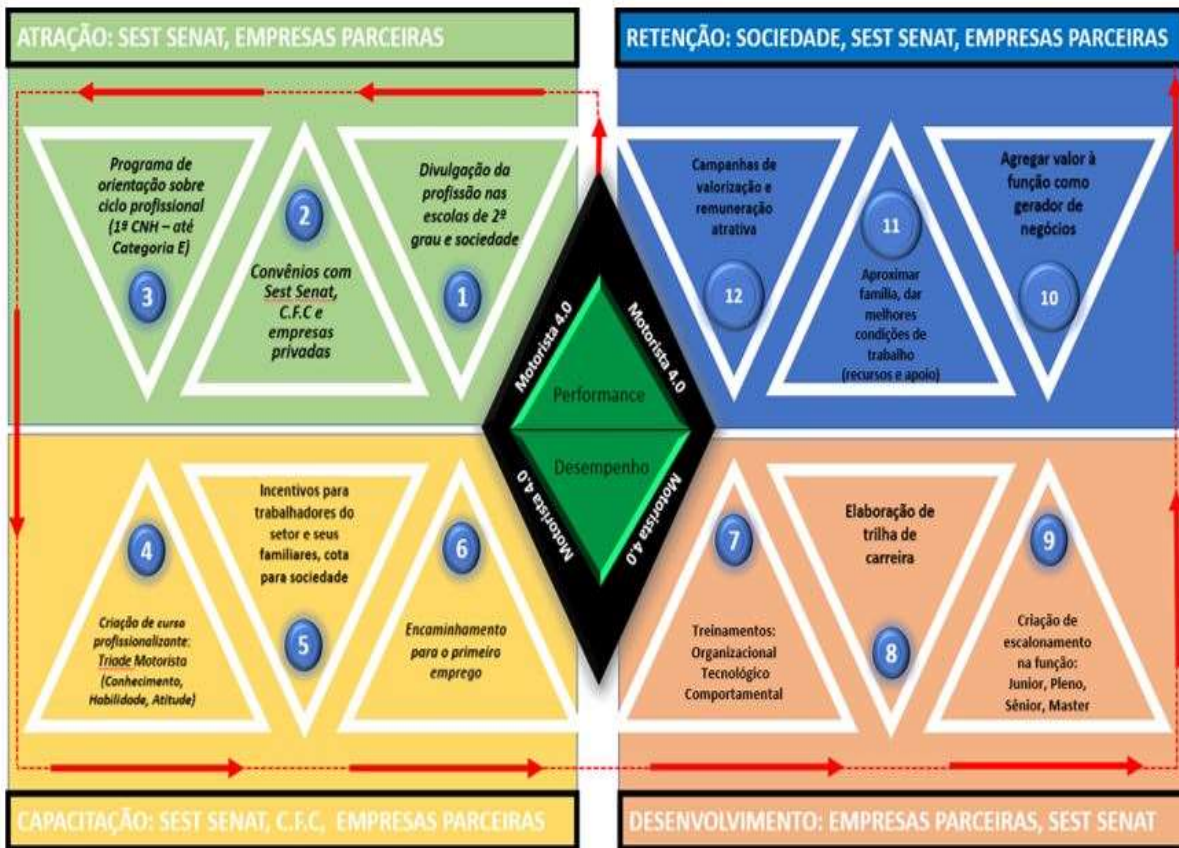 ATRAÇÃO: SEST SENAT, EMPRESAS PARCEIRAS
RETENÇÃO: SOCIEDADE, SEST SENAT, EMPRESAS PARCEIRAS
Programa de
orientação sobre
ciclo profissional
(1ª CNH – até
Categoria E)
3
2
Convênios com
Sest Senat,
C.F.C e
empresas
privadas
Divulgação da
profissão nas
escolas de 2º
grau e sociedade
1
Campanhas de
valorização e
remuneração
atrativa
12
11
Aproximar
família, dar
melhores
condições de
trabalho
(recursos e apoio)
Agregar valor à
função como
gerador de
negócios
10
Motorista 4.0
Motorista 4.0
Performance
Desempenho
Motorista 4.0
Motorista 4.0
4
Criação de curso
profissionalizante:
Triade Motorista
(Conhecimento,
Habilidade, Atitude)
Incentivos para
trabalhadores do
setor e seus
familiares, cota
para sociedade
5
6
Encaminhamento
para o primeiro
emprego
7
Treinamentos:
Organizacional
Tecnológico
Comportamental
Elaboração de
trilha de
carreira
8
9
Criação de
escalonamento
na função:
Junior, Pleno,
Sênior, Master
CAPACITAÇÃO: SEST SENAT, C.F.C, EMPRESAS PARCEIRAS
DESENVOLVIMENTO: EMPRESAS PARCEIRAS, SEST SENAT